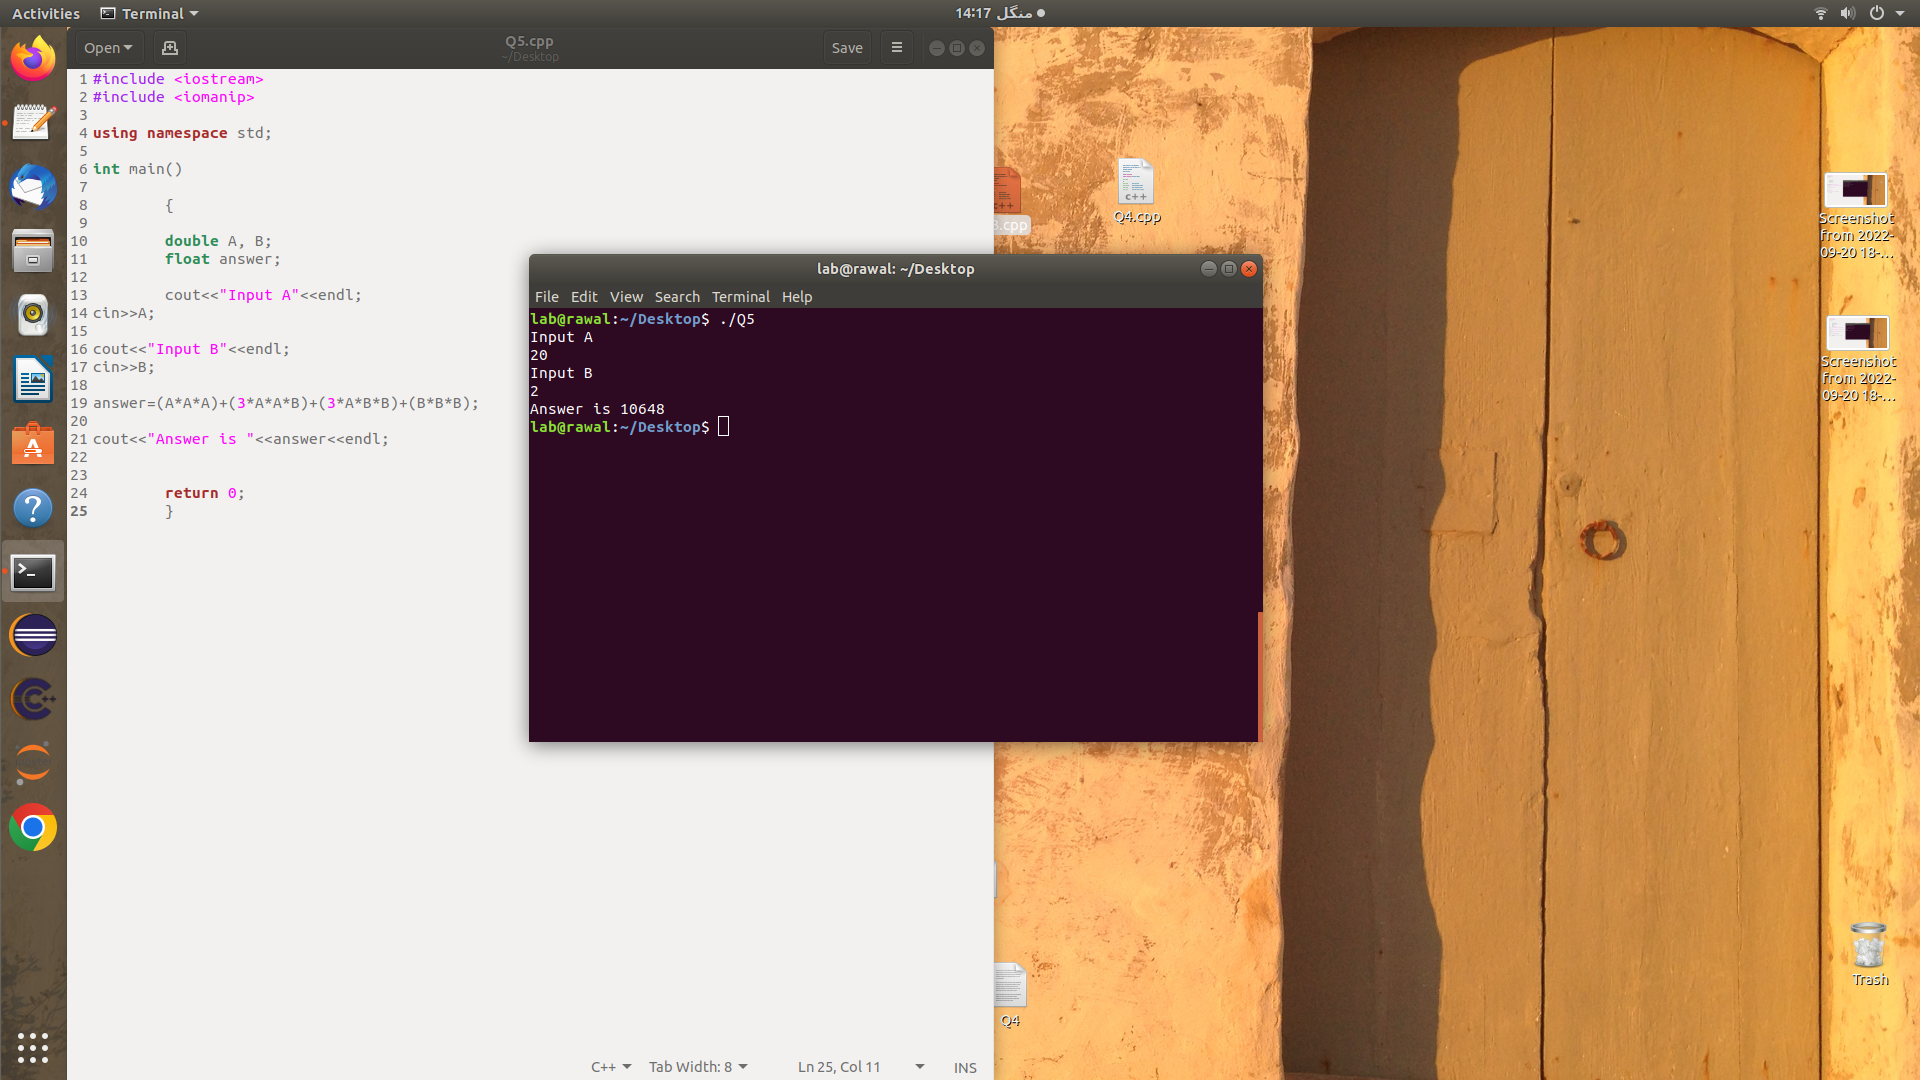 Activities
Terminal
منگل 14:17
Open
Q5.cpp
~/Desktop
Save
1 #include <iostream>
2 #include <iomanip>
3
4 using namespace std;
5
6 int main()
7
8 {
9
10 double A, B;
11 float answer;
12
13 cout<<"Input A"<<endl;
14 cin>>A;
15
16 cout<<"Input B"<<endl;
17 cin>>B;
18
19 answer=(A*A*A)+(3*A*A*B)+(3*A*B*B)+(B*B*B);
20
21 cout<<"Answer is "<<answer<<endl;
22
23
24 return 0;
25 }
C++
Tab Width: 8
Ln 25, Col 11
INS
lab@rawal: ~/Desktop
File Edit View Search Terminal Help
lab@rawal:~/Desktop$ ./Q5
Input A
20
Input B
2
Answer is 10648
lab@rawal:~/Desktop$
c++
.cpp
c++
Q4.cpp
Q4
Screenshot
from 2022-
09-20 18-...
Screenshot
from 2022-
09-20 18-...
Trash